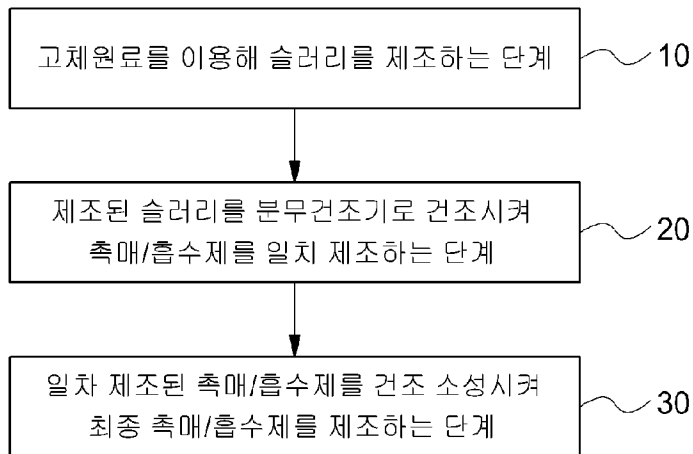 고체원료를 이용해 슬러리를 제조하는 단계
10
제조된 슬러리를 분무건조기로 건조시켜
촉매/흡수제를 일치 제조하는 단계
20
일차 제조된 촉매/흡수제를 건조 소성시켜
최종 촉매/흡수제를 제조하는 단계
30